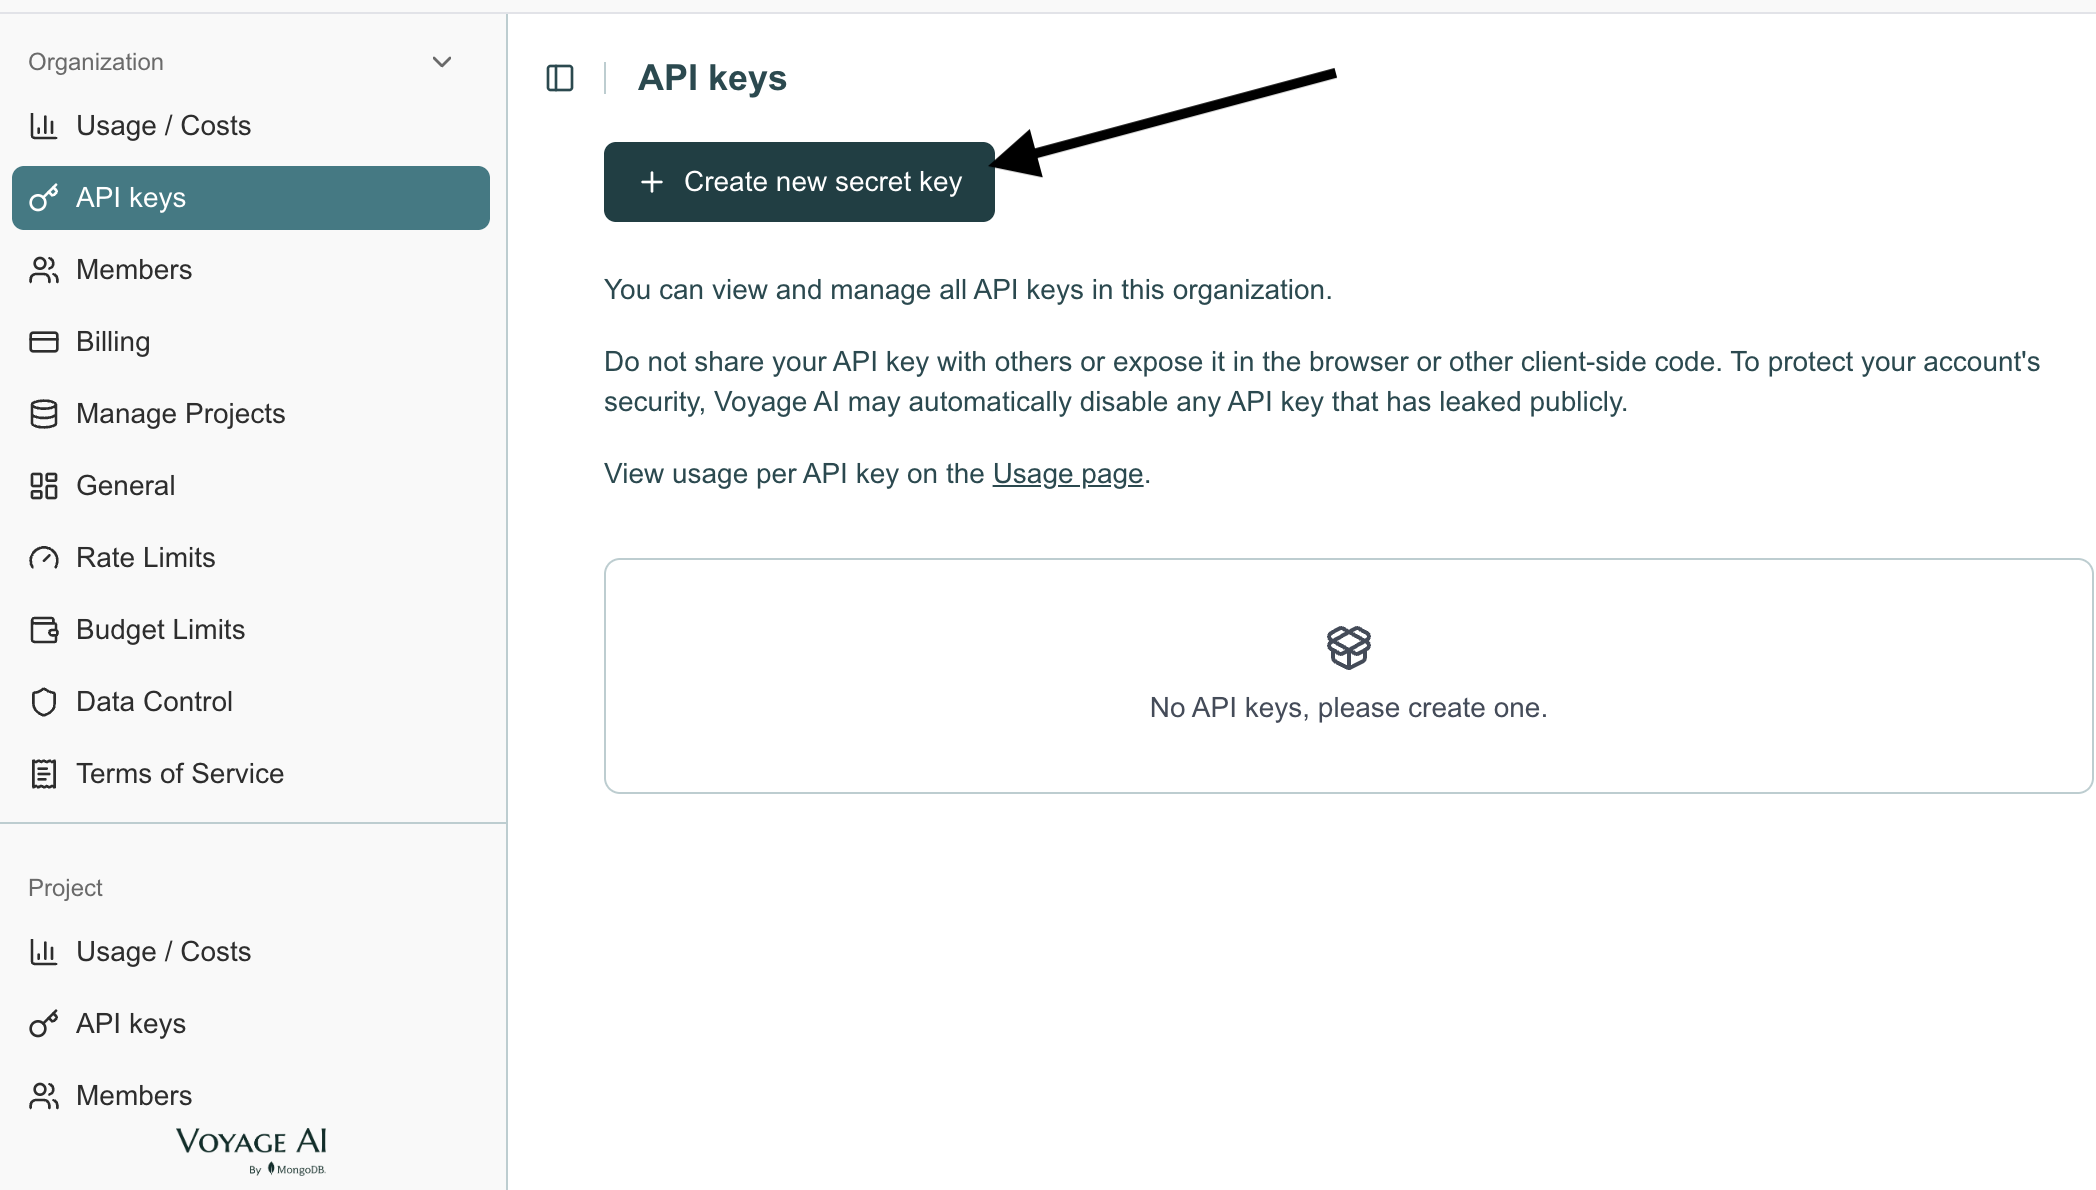 Organization
Usage / Costs
API keys
Members
Billing
Manage Projects
General
Rate Limits
Budget Limits
Data Control
Terms of Service
Project
Usage / Costs
API keys
Members
VOYAGE AI
By MongoDB.
API keys
+ Create new secret key
You can view and manage all API keys in this organization.
Do not share your API key with others or expose it in the browser or other client-side code. To protect your account's
security, Voyage AI may automatically disable any API key that has leaked publicly.
View usage per API key on the Usage page.
No API keys, please create one.